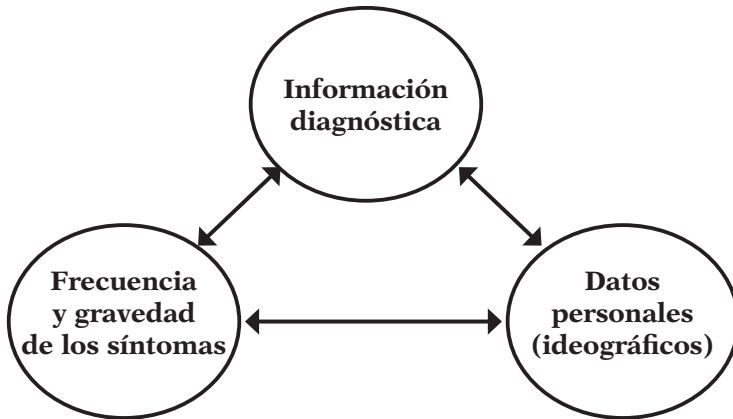 Información
diagnóstica
Frecuencia
y gravedad
de los síntomas
Datos
personales
(ideográficos)